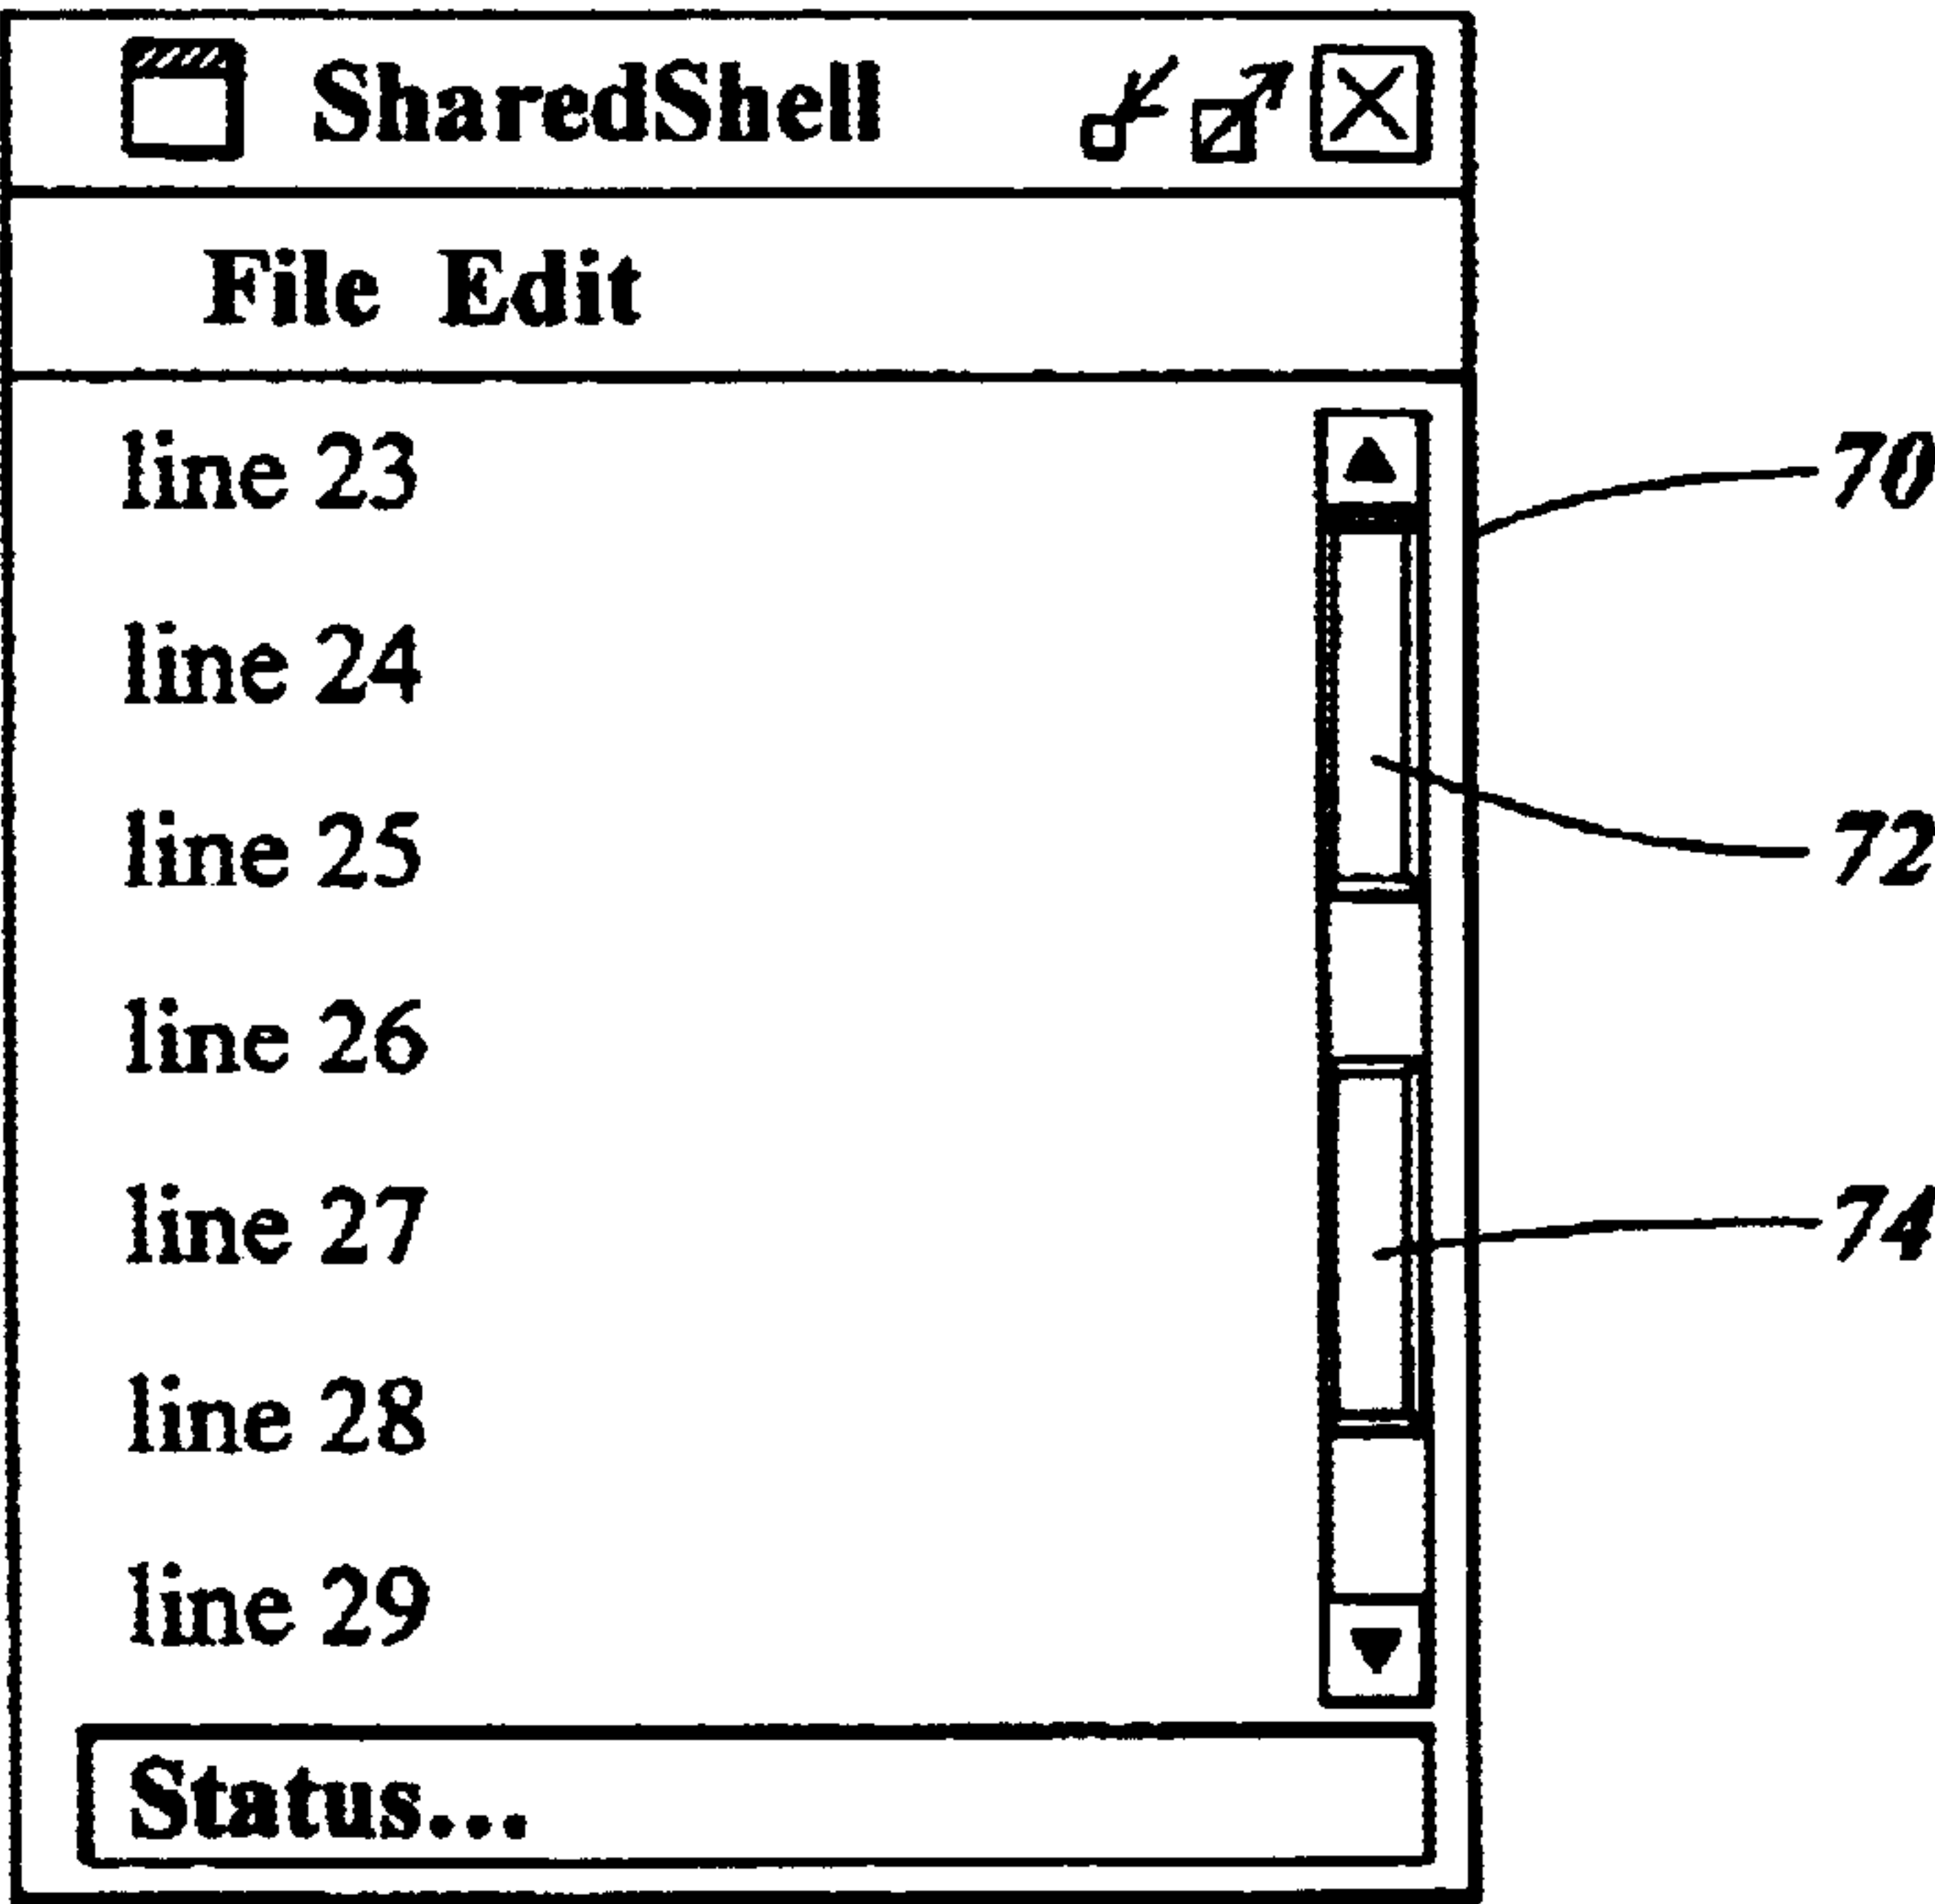 SharedShell
File Edit
line 23
70
line 24
line 25
72
line 26
line 27
74
line 28
line 29
Status...